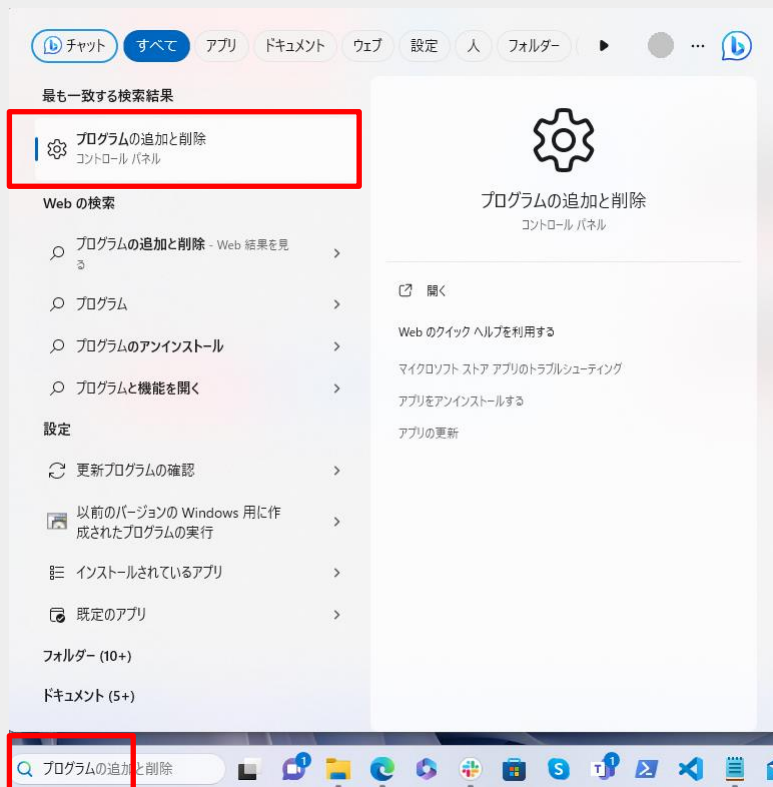 チャット すべて アプリ ドキュメント ウェブ 設定 人 フォルダー
最も一致する検索結果
プログラムの追加と削除
コントロール パネル
Web の検索
プログラムの追加と削除 - Web 結果を見
る
プログラム
プログラムのアンインストール
プログラムと機能を開く
設定
更新プログラムの確認
以前のバージョンの Windows 用に作
成されたプログラムの実行
インストールされているアプリ
既定のアプリ
フォルダー (10+)
ドキュメント (5+)
プログラムの追加と削除
コントロール パネル
開く
Web のクイック ヘルプを利用する
マイクロソフト ストア アプリのトラブルシューティング
アプリをアンインストールする
アプリの更新
プログラムの追加と削除
1
1